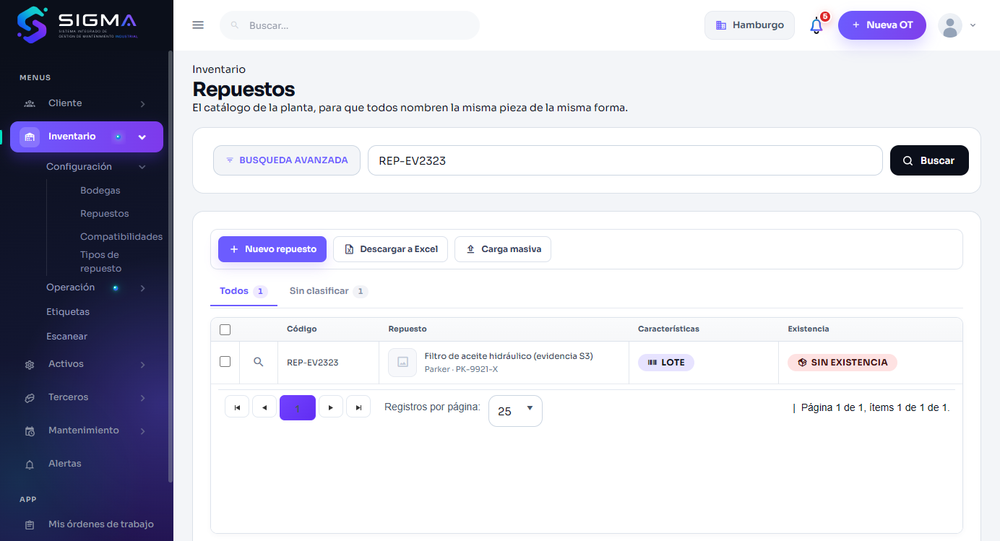 SIGMA
SISTEMA INTEGRADO DE
GESTIÓN DE MANTENIMIENTO INDUSTRIAL
MENUS
Cliente
Inventario
Configuración
Bodegas
Repuestos
Compatibilidades
Tipos de
repuesto
Operación
Etiquetas
Escanear
Activos
Terceros
Mantenimiento
Alertas
APP
Mis órdenes de trabajo
Buscar...
Hamburgo
5
+ Nueva OT
Inventario
Repuestos
El catálogo de la planta, para que todos nombren la misma pieza de la misma forma.
BUSQUEDA AVANZADA
REP-EV2323
Buscar
+ Nuevo repuesto
Descargar a Excel
Carga masiva
Todos 1
Sin clasificar 1
Código Repuesto Características Existencia
REP-EV2323
Filtro de aceite hidráulico (evidencia S3)
Parker · PK-9921-X
LOTE
SIN EXISTENCIA
1
Registros por página:
25
| Página 1 de 1, ítems 1 de 1 de 1.